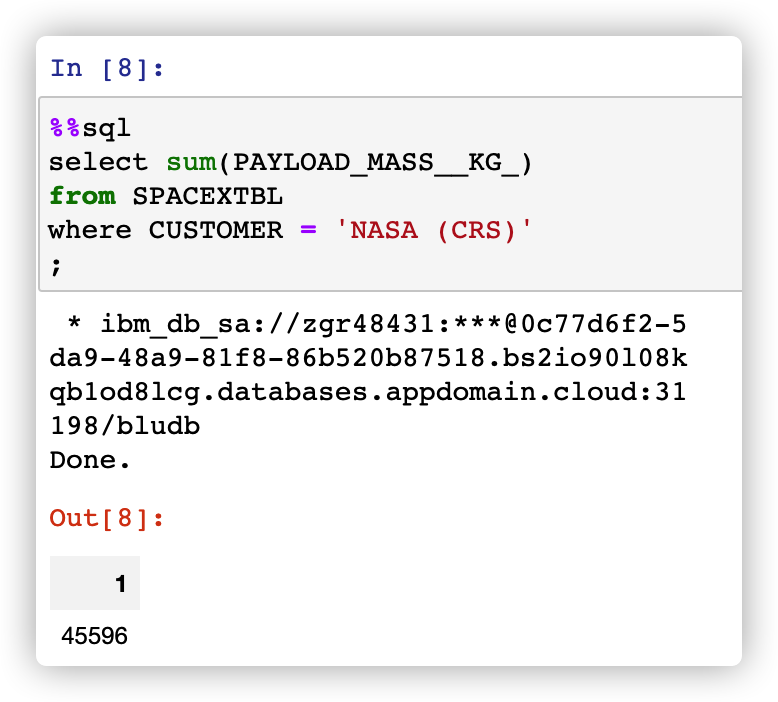 In [8]:
%%sql
select sum(PAYLOAD_MASS__KG_)
from SPACEXTBL
where CUSTOMER = 'NASA (CRS)'
;
* ibm_db_sa://zgr48431:***@0c77d6f2-5
da9-48a9-81f8-86b520b87518.bs2io90l08k
qb1od8lcg.databases.appdomain.cloud:31
198/bludb
Done.
Out[8]:
1
45596